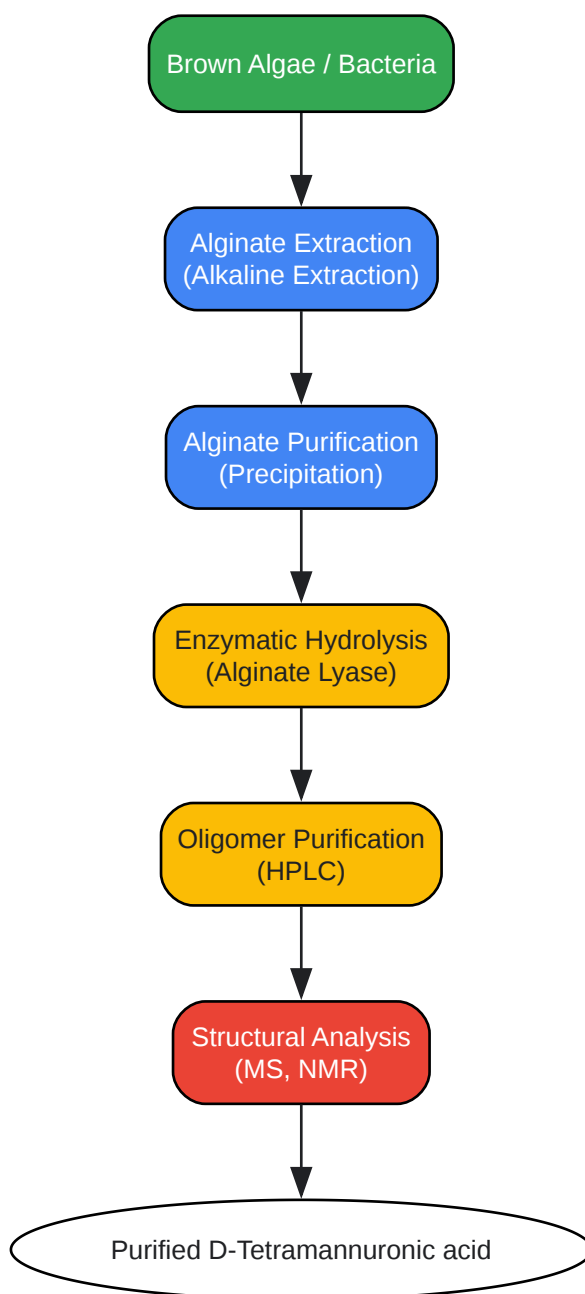 Brown Algae / Bacteria
Alginate Extraction
(Alkaline Extraction)
Alginate Purification
(Precipitation)
Enzymatic Hydrolysis
(Alginate Lyase)
Oligomer Purification
(HPLC)
Structural Analysis
(MS, NMR)
Purified D-Tetramannuronic acid